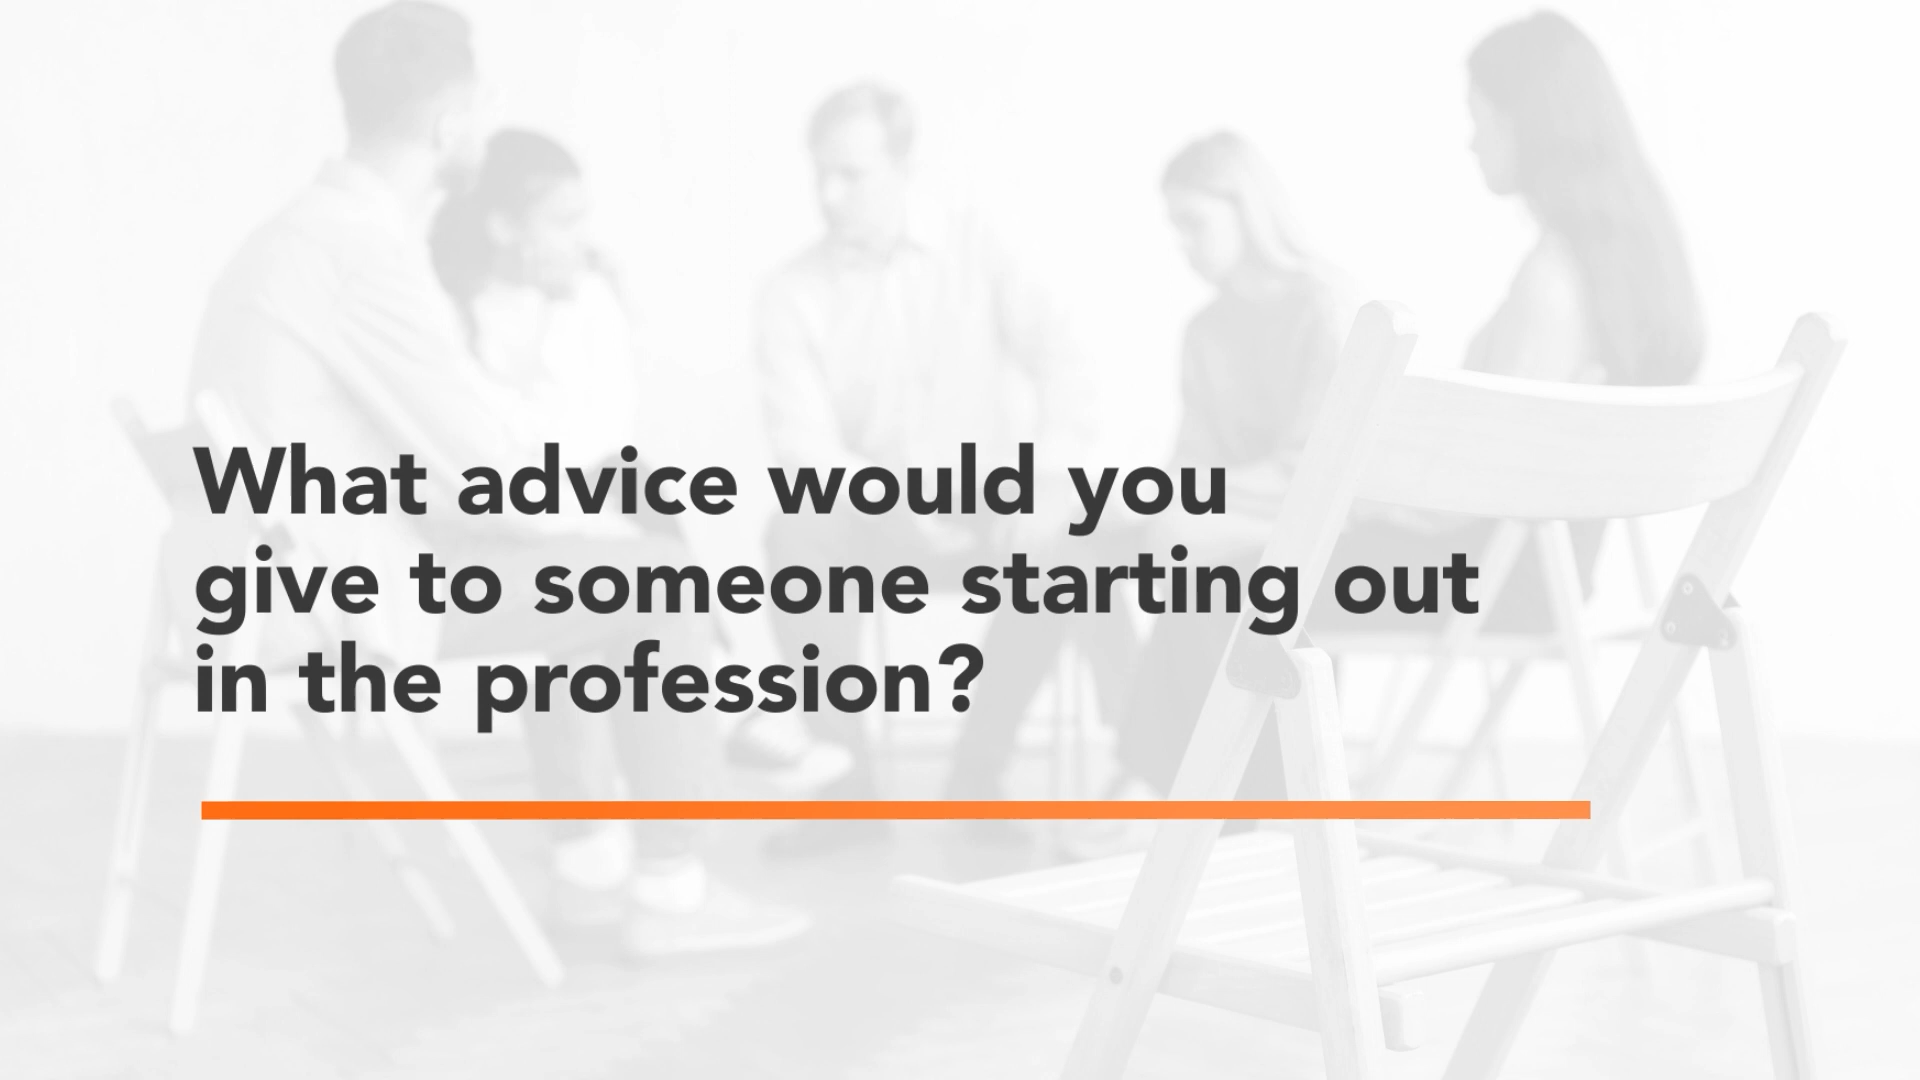 What advice would you
give to someone starting out
in the profession?